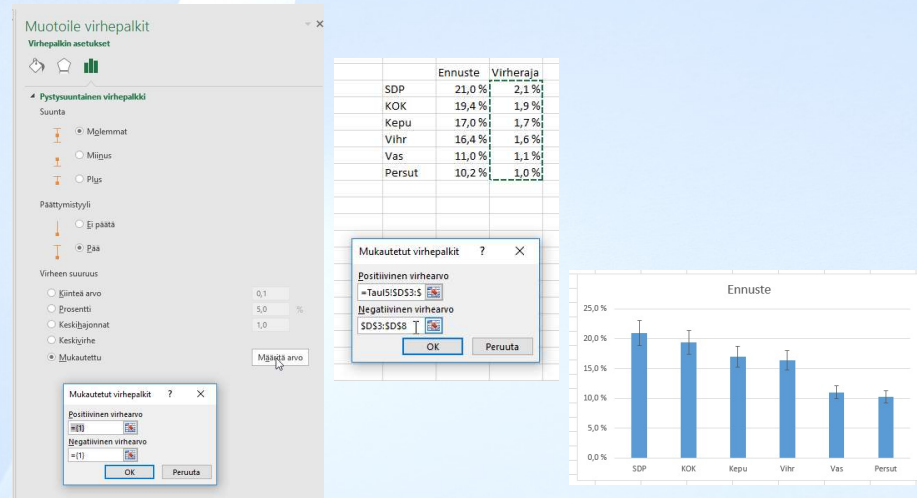 Muotoile virhepalkit
Virhepalkin asetukset
Pystysuuntainen virhepalkki
Suunta
Molemmat
Miinus
Plus
Päättymistyyli
Ei päätä
Pää
Virheen suuruus
Kiinteä arvo 0,1
Prosentti 5,0 %
Keskihajonnat 1,0
Keskivirhe
Mukautettu Määritä arvo
Mukautetut virhepalkit ? ×
Positiivinen virhearvo
={1}
Negatiivinen virhearvo
={1}
OK Peruuta
Ennuste Virheraja
SDP 21,0 % 2,1 %
KOK 19,4 % 1,9 %
Kepu 17,0 % 1,7 %
Vihr 16,4 % 1,6 %
Vas 11,0 % 1,1 %
Persut 10,2 % 1,0 %
Mukautetut virhepalkit ? ×
Positiivinen virhearvo
=Taul5!$D$3:$
Negatiivinen virhearvo
$D$3:$D$8
OK Peruuta
Ennuste
25,0 %
20,0 %
15,0 %
10,0 %
5,0 %
0,0 %
SDP KOK Kepu Vihr Vas Persut